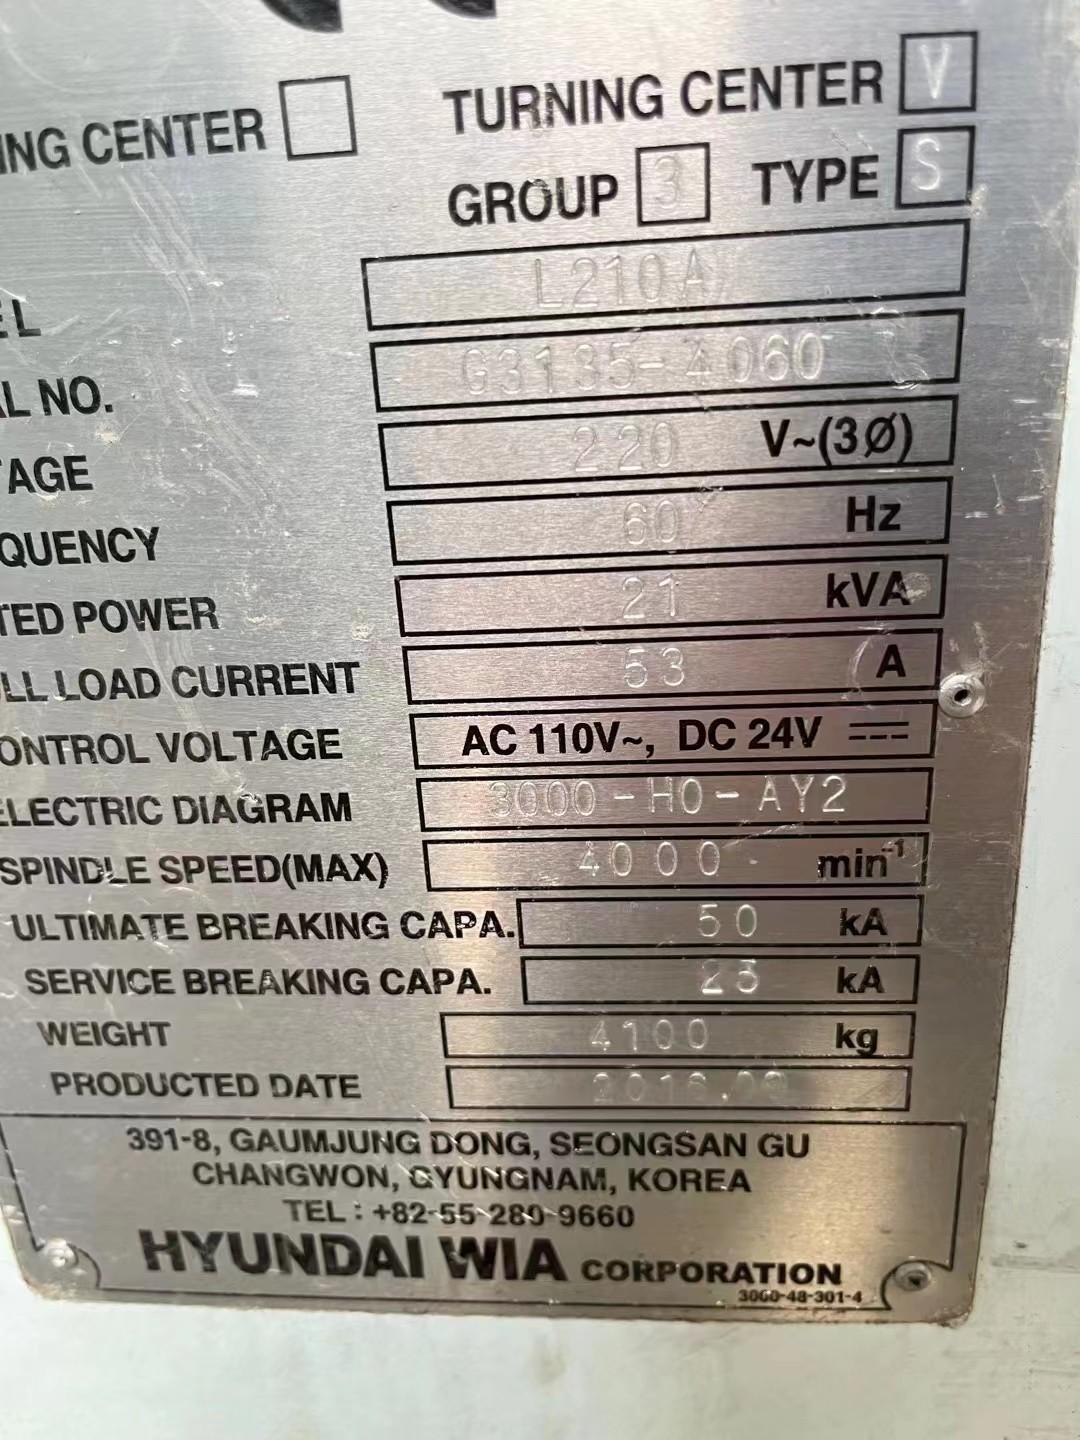 ING CENTER TURNING CENTER V
GROUP 3 TYPE S
EL L210A
AL NO. G3135-4060
TAGE 220 V~(3Ø)
QUENCY 60 Hz
TED POWER 21 kVA
LL LOAD CURRENT 53 A
ONTROL VOLTAGE AC 110V~, DC 24V
ELECTRIC DIAGRAM 3000-H0-AY2
SPINDLE SPEED(MAX) 4000 min-1
ULTIMATE BREAKING CAPA. 50 kA
SERVICE BREAKING CAPA. kA
WEIGHT 4100 kg
PRODUCTED DATE
391-8, GAUMJUNG DONG, SEONGSAN GU
CHANGWON, GYUNGNAM, KOREA
TEL : +82-55-280-9660
HYUNDAI WIA CORPORATION
3000-48-301-4